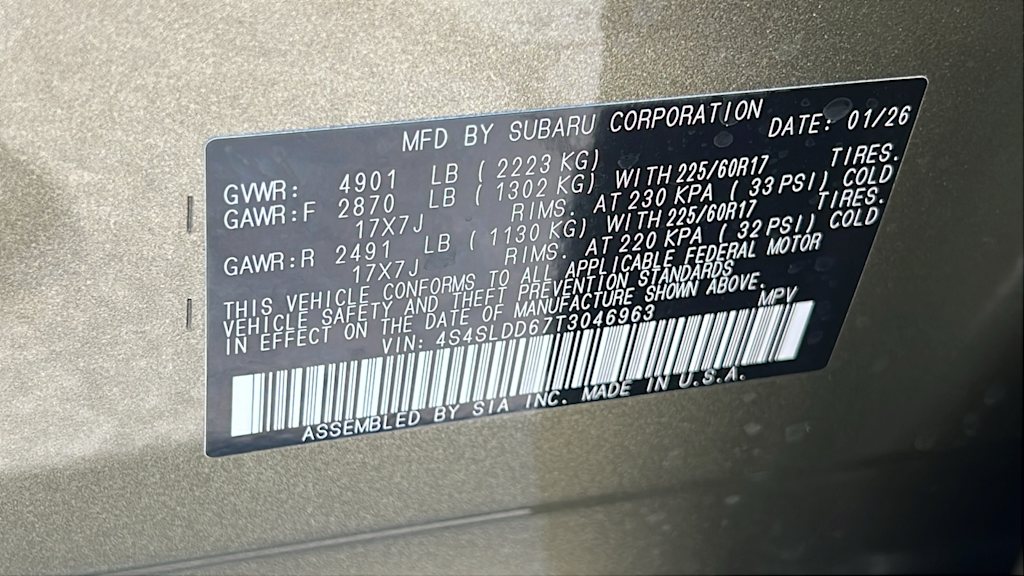 MFD BY SUBARU CORPORATION DATE: 01/26
GVWR: 4901 LB ( 2223 KG)
GAWR:F 2870 LB ( 1302 KG) WITH 225/60R17 TIRES.
17X7J RIMS. AT 230 KPA ( 33 PSI) COLD
GAWR:R 2491 LB ( 1130 KG) WITH 225/60R17 TIRES.
17X7J RIMS. AT 220 KPA ( 32 PSI) COLD
THIS VEHICLE CONFORMS TO ALL APPLICABLE FEDERAL MOTOR
VEHICLE SAFETY AND THEFT PREVENTION STANDARDS
IN EFFECT ON THE DATE OF MANUFACTURE SHOWN ABOVE.
VIN: 4S4SLDD67T3046963 MPV
ASSEMBLED BY SIA INC. MADE IN U.S.A.